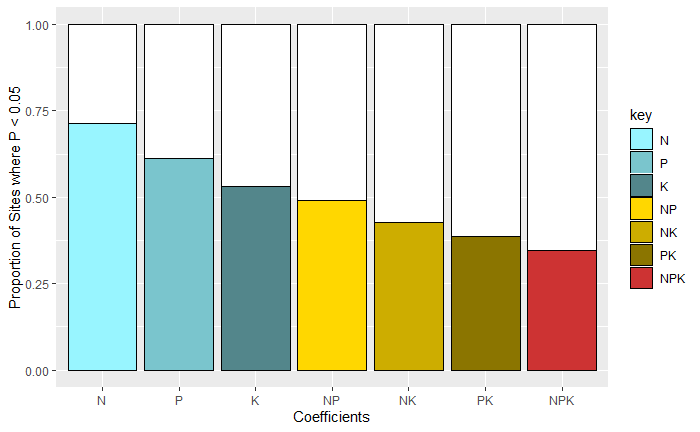 1.00
0.75
0.50
0.25
0.00
Proportion of Sites where P < 0.05
N P K NP NK PK NPK
Coefficients
key
N
P
K
NP
NK
PK
NPK